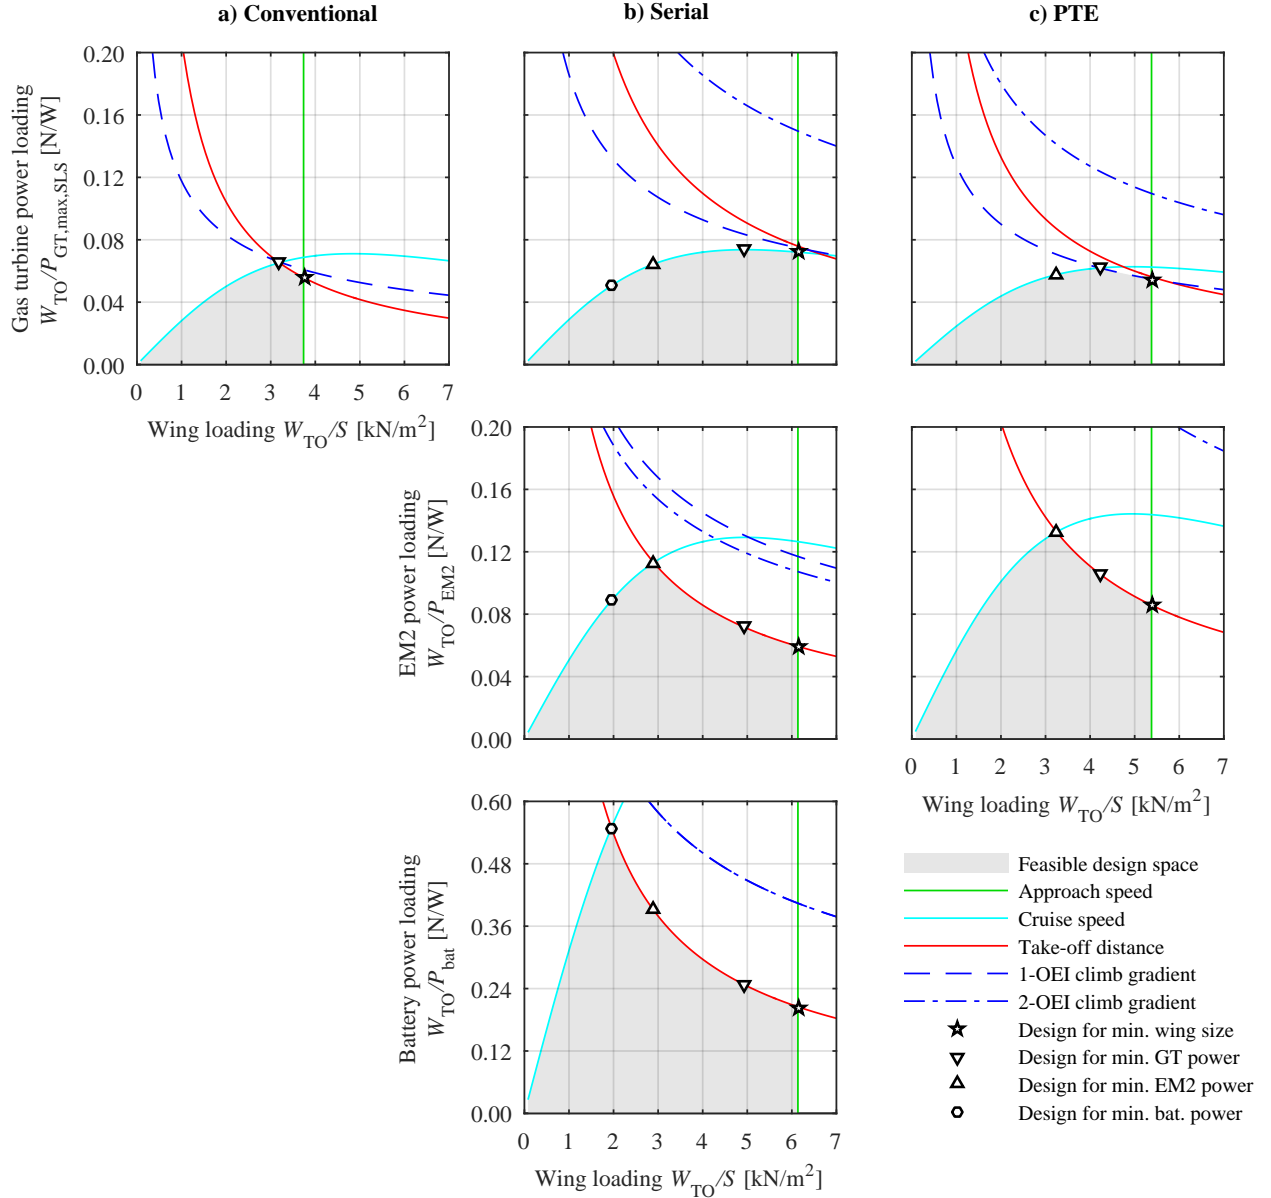 a) Conventional
b) Serial
c) PTE
Gas turbine power loading
W_TO/P_GT,max,SLS [N/W]
0.20
0.16
0.12
0.08
0.04
0.00
0 1 2 3 4 5 6 7
Wing loading W_TO/S [kN/m²]
EM2 power loading
W_TO/P_EM2 [N/W]
0.20
0.16
0.12
0.08
0.04
0.00
0 1 2 3 4 5 6 7
Wing loading W_TO/S [kN/m²]
Battery power loading
W_TO/P_bat [N/W]
0.60
0.48
0.36
0.24
0.12
0.00
0 1 2 3 4 5 6 7
Wing loading W_TO/S [kN/m²]
Feasible design space
Approach speed
Cruise speed
Take-off distance
1-OEI climb gradient
2-OEI climb gradient
Design for min. wing size
Design for min. GT power
Design for min. EM2 power
Design for min. bat. power